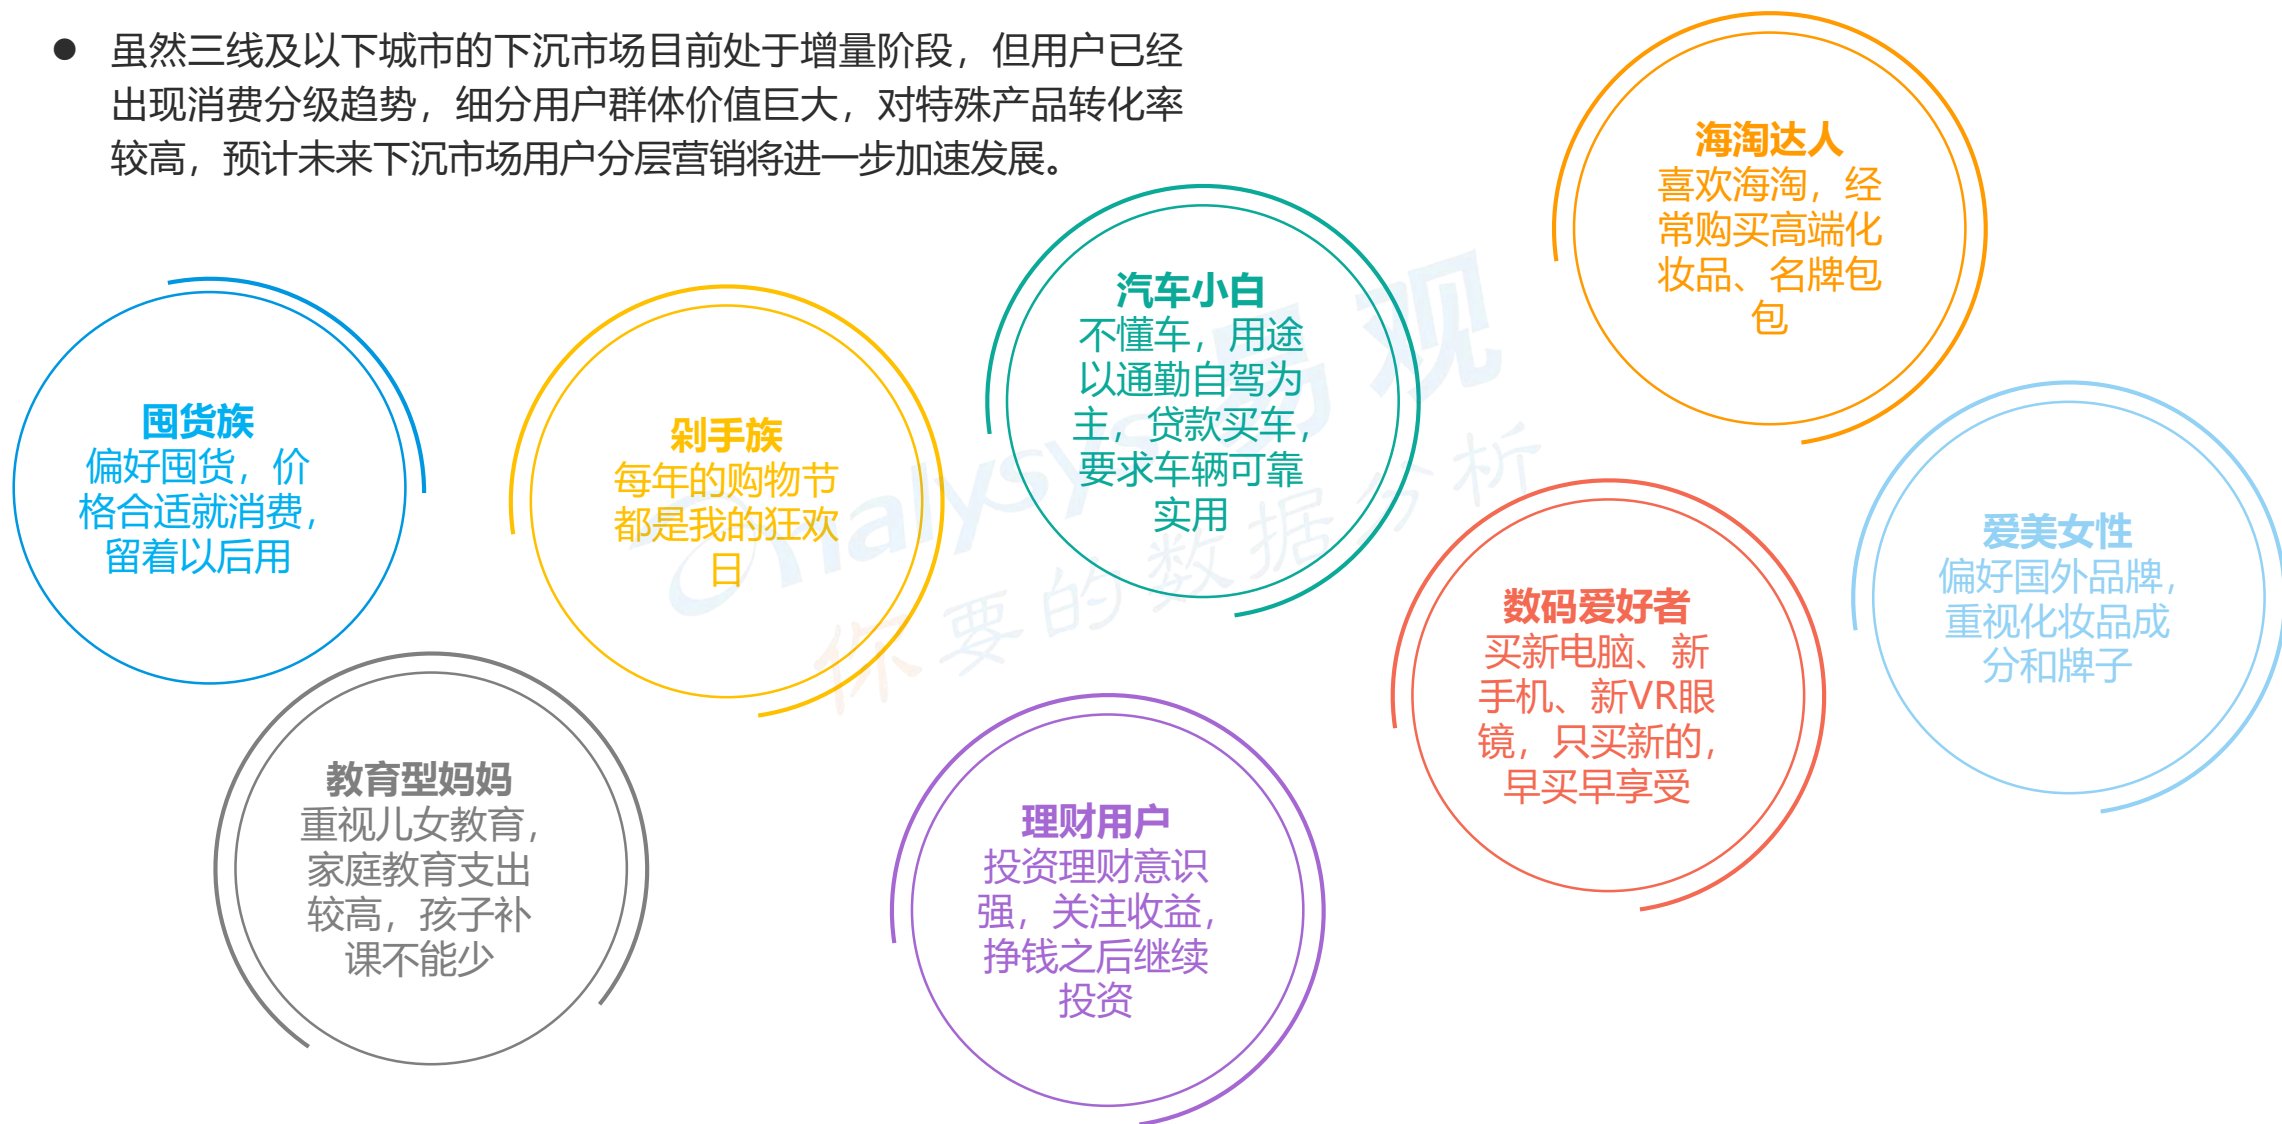 ● 虽然三线及以下城市的下沉市场目前处于增量阶段，但用户已经
出现消费分级趋势，细分用户群体价值巨大，对特殊产品转化率
较高，预计未来下沉市场用户分层营销将进一步加速发展。
囤货族
偏好囤货，价
格合适就消费，
留着以后用
剁手族
每年的购物节
都是我的狂欢
日
汽车小白
不懂车，用途
以通勤自驾为
主，贷款买车，
要求车辆可靠
实用
海淘达人
喜欢海淘，经
常购买高端化
妆品、名牌包
包
教育型妈妈
重视儿女教育，
家庭教育支出
较高，孩子补
课不能少
理财用户
投资理财意识
强，关注收益，
挣钱之后继续
投资
数码爱好者
买新电脑、新
手机、新VR眼
镜，只买新的，
早买早享受
爱美女性
偏好国外品牌，
重视化妆品成
分和牌子
analysys 易观
你要的数据分析